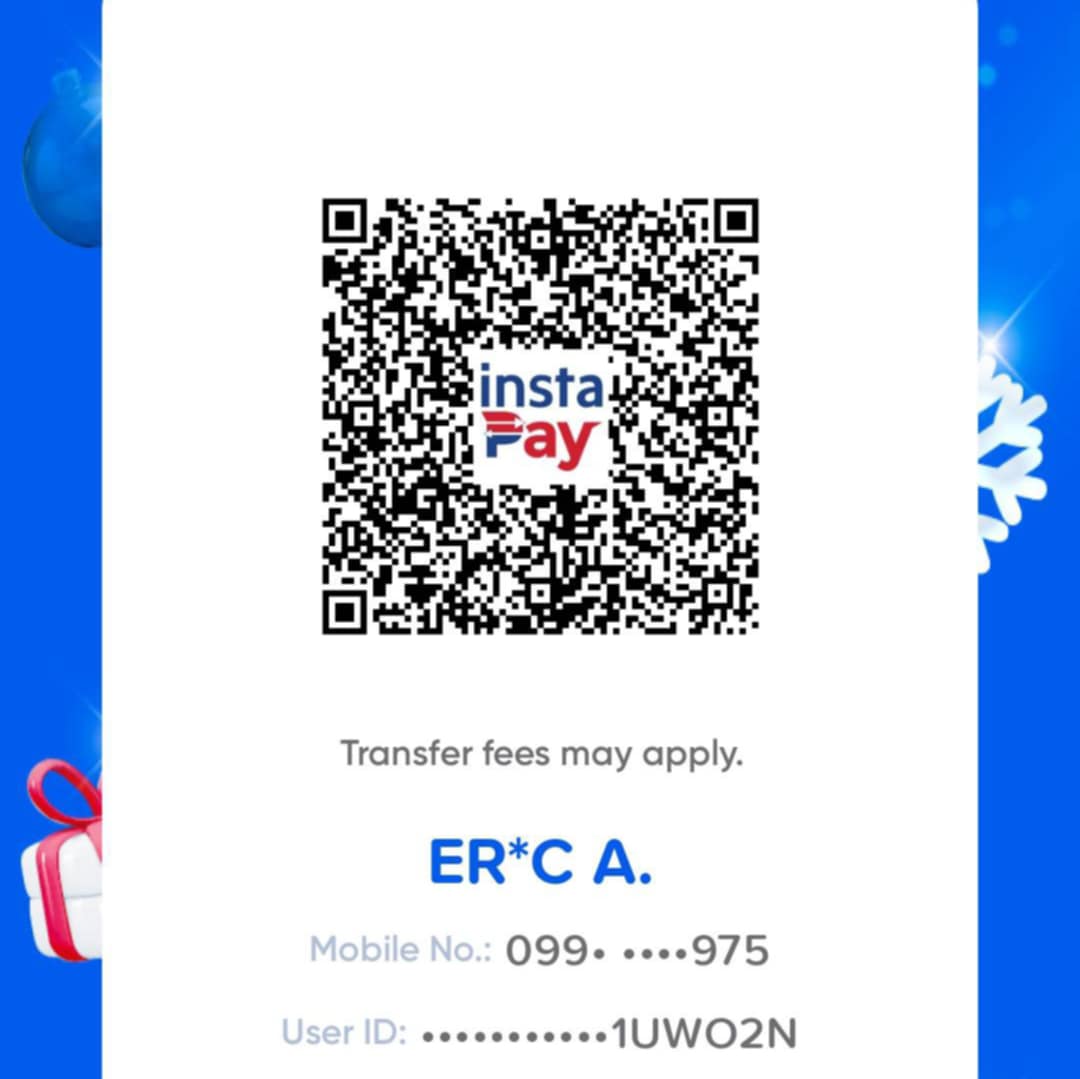 insta
Pay
Transfer fees may apply.
ER*C A.
Mobile No.: 099• ••••975
User ID: •••••••••••1UWO2N